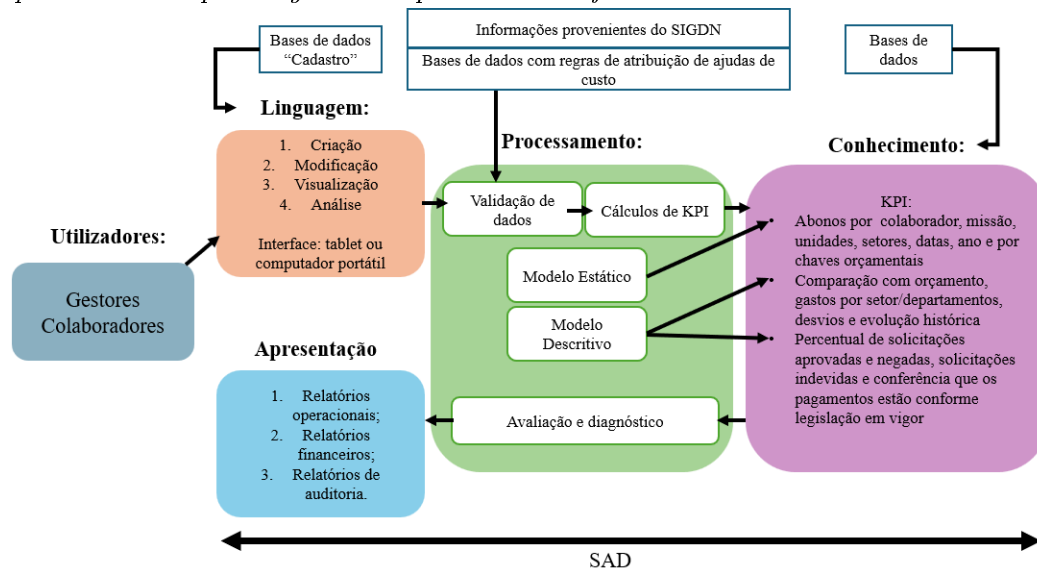 Bases de dados
“Cadastro”
Informações provenientes do SIGDN
Bases de dados com regras de atribuição de ajudas de
custo
Bases de
dados
Linguagem:
1. Criação
2. Modificação
3. Visualização
4. Análise
Interface: tablet ou
computador portátil
Processamento:
Validação de
dados
Cálculos de KPI
Modelo Estático
Modelo
Descritivo
Avaliação e diagnóstico
Conhecimento:
KPI:
• Abonos por colaborador, missão,
unidades, setores, datas, ano e por
chaves orçamentais
• Comparação com orçamento,
gastos por setor/departamentos,
desvios e evolução histórica
• Percentual de solicitações
aprovadas e negadas, solicitações
indevidas e conferência que os
pagamentos estão conforme
legislação em vigor
Utilizadores:
Gestores
Colaboradores
Apresentação
1. Relatórios
operacionais;
2. Relatórios
financeiros;
3. Relatórios de
auditoria.
SAD